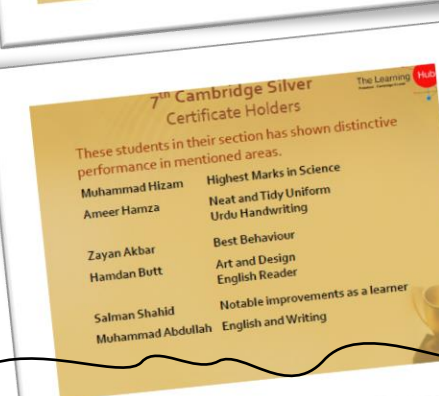 7th Cambridge Silver
Certificate Holders
The Learning Hub
These students in their section has shown distinctive
performance in mentioned areas.
Muhammad Hizam Highest Marks in Science
Ameer Hamza Neat and Tidy Uniform
Urdu Handwriting
Zayan Akbar Best Behaviour
Hamdan Butt Art and Design
English Reader
Salman Shahid Notable improvements as a learner
Muhammad Abdullah English and Writing